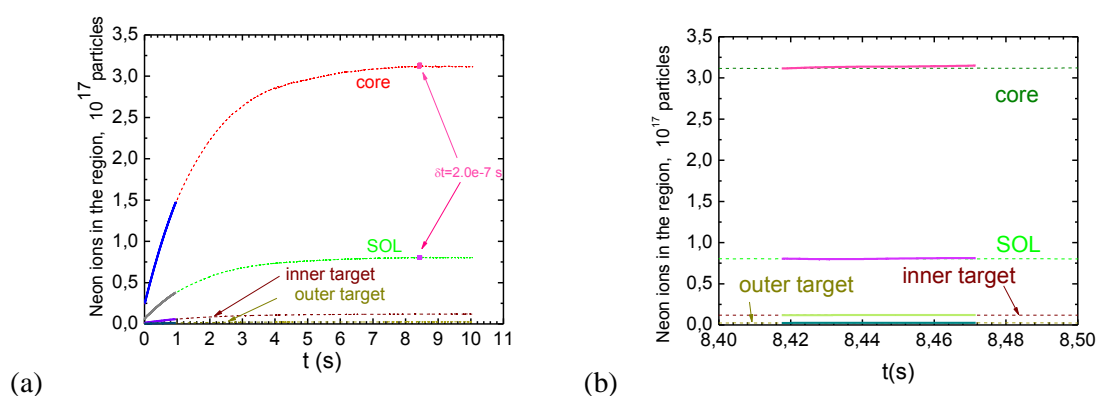 Neon ions in the region, 10^17 particles
3,5
3,0
2,5
2,0
1,5
1,0
0,5
0,0
core
δt=2.0e-7 s
SOL
inner target
outer target
0 1 2 3 4 5 6 7 8 9 10 11
t (s)
(a)
Neon ions in the region, 10^17 particles
3,5
3,0
2,5
2,0
1,5
1,0
0,5
0,0
core
SOL
outer target
inner target
8,40 8,42 8,44 8,46 8,48 8,50
t(s)
(b)